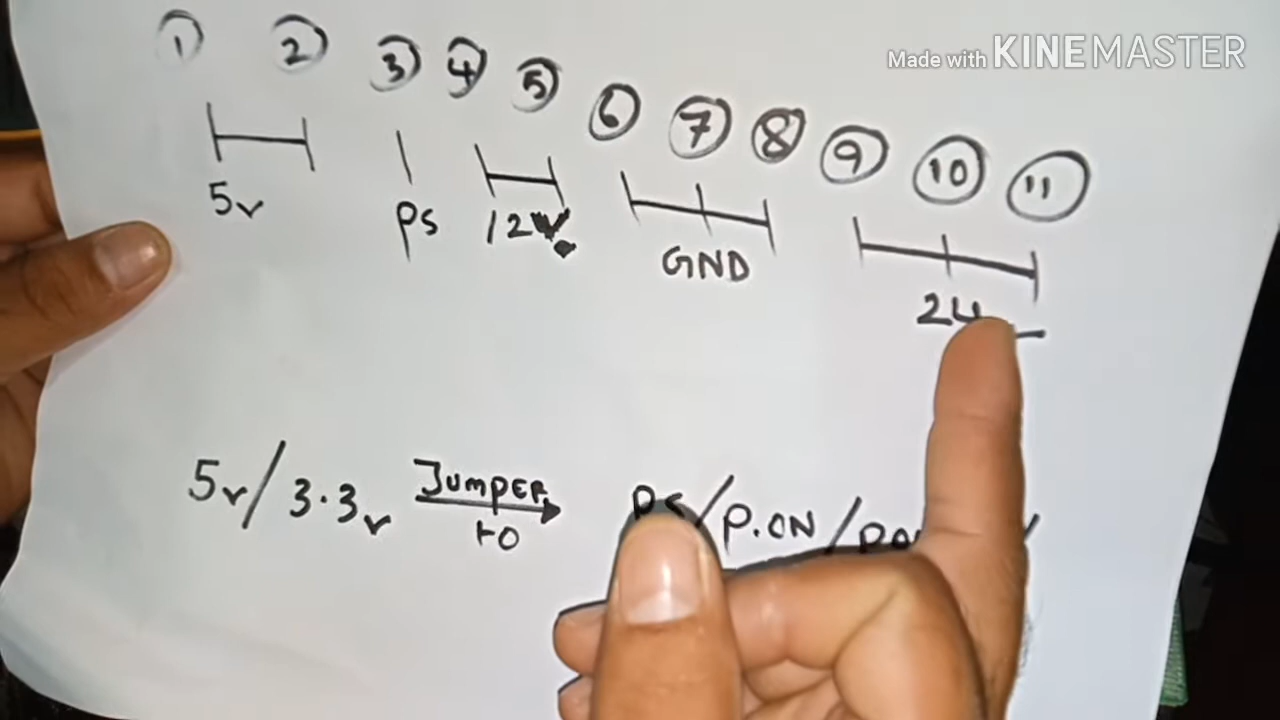 Made with KINEMASTER
1 2 3 4 5 6 7 8 9 10 11
5v PS 12v GND 24
5v/3.3v JUMPER to PS/P.ON/